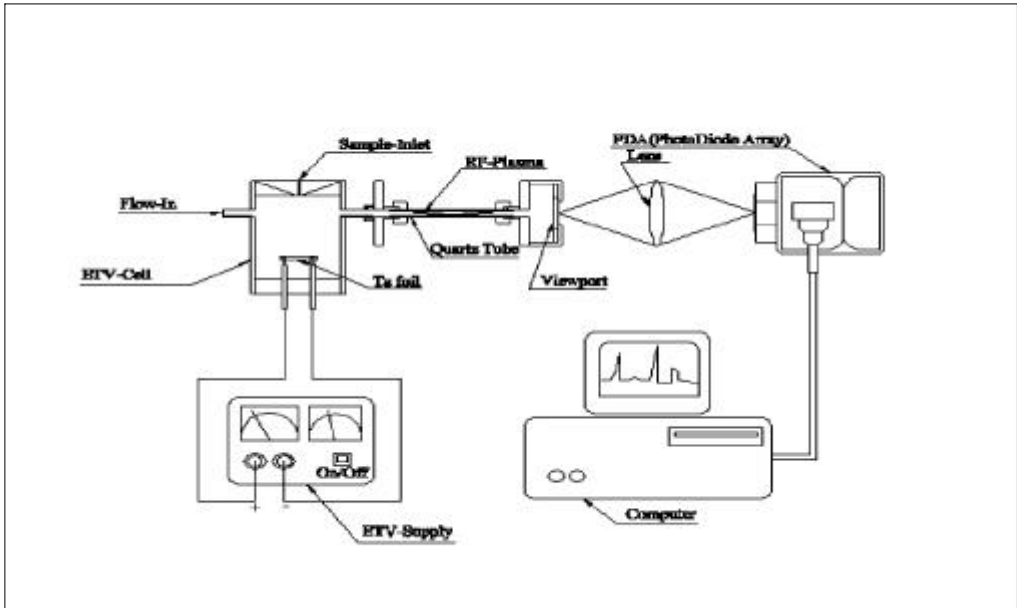 Sample-Inlet
PDA(PhotoDiode Array)
RF-Plasma
Lens
Flow-In
Quartz Tube
ETV-Cell
Ta foil
Viewport
On/Off
+ -
Computer
ETV-Supply